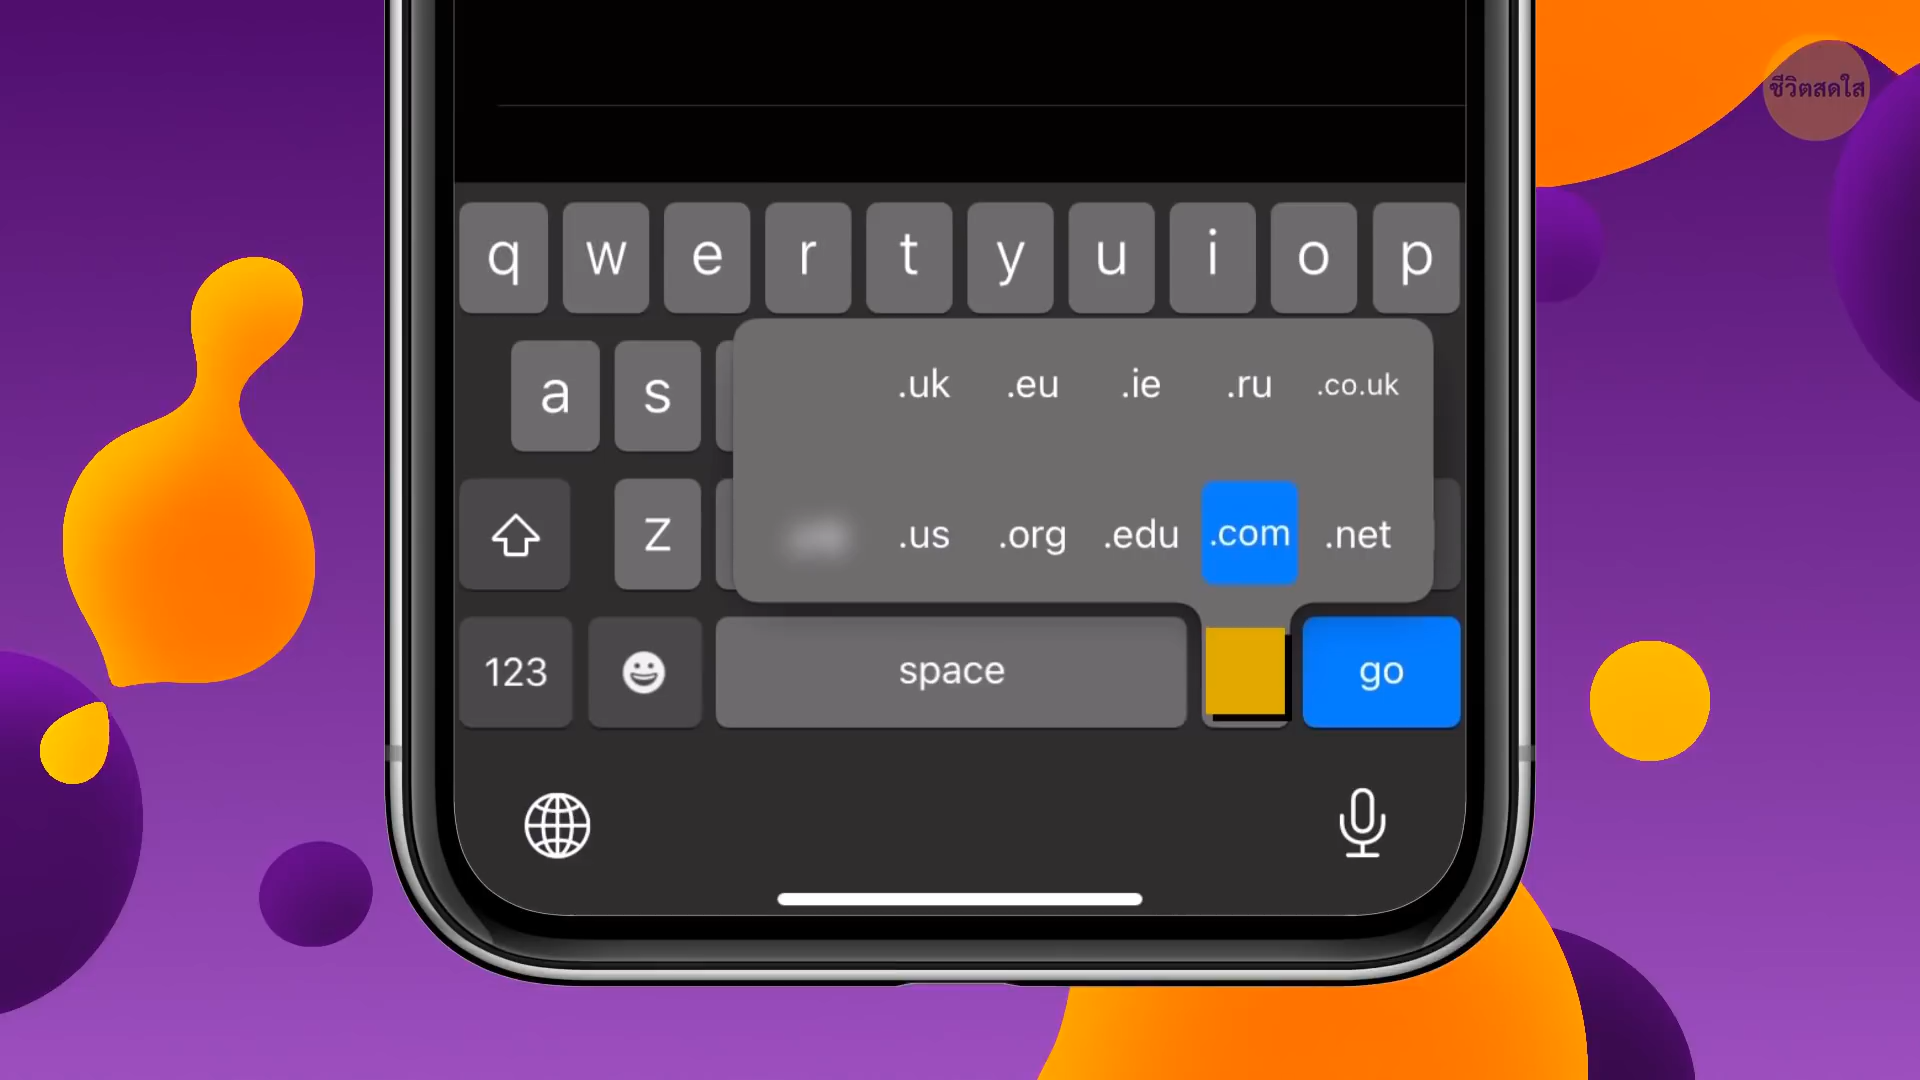 ชีวิตสดใส
q w e r t y u i o p
a s
.uk .eu .ie .ru .co.uk
z
.us .org .edu .com .net
123 space go